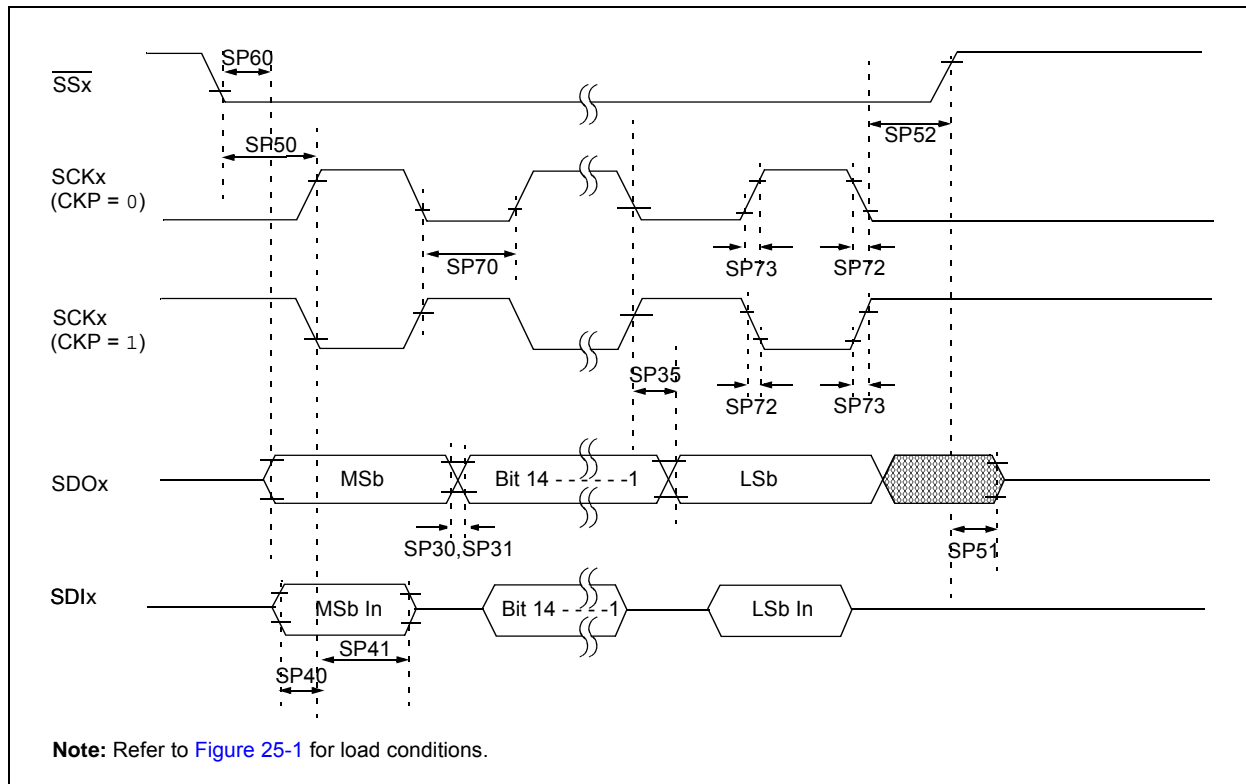 SP60
SSx
SP50
SP52
SCKx
(CKP = 0)
SP70
SP73
SP72
SCKx
(CKP = 1)
SP35
SP72
SP73
SDOx
MSb
Bit 14 - - - - - -1
LSb
SP30,SP31
SP51
SDIx
MSb In
Bit 14 - - - -1
LSb In
SP41
SP40
Note: Refer to Figure 25-1 for load conditions.